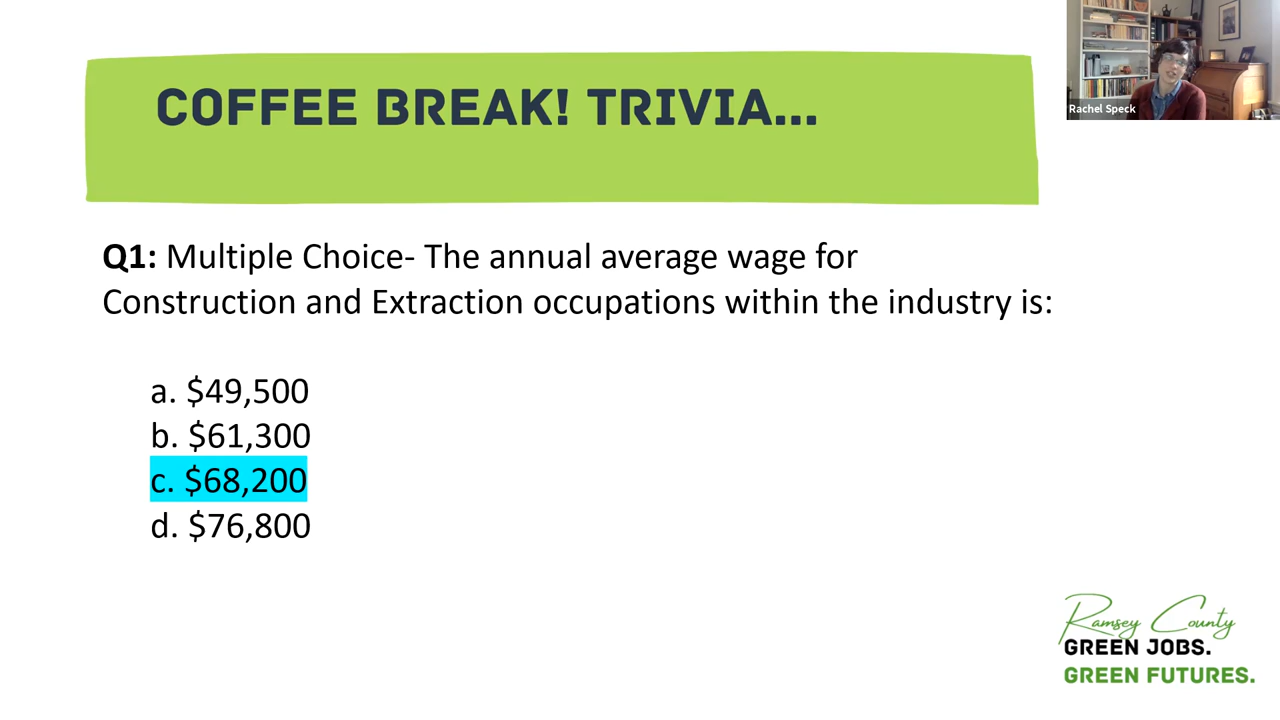 COFFEE BREAK! TRIVIA...
Rachel Speck
Q1: Multiple Choice- The annual average wage for
Construction and Extraction occupations within the industry is:
a. $49,500
b. $61,300
c. $68,200
d. $76,800
Ramsey County
GREEN JOBS.
GREEN FUTURES.